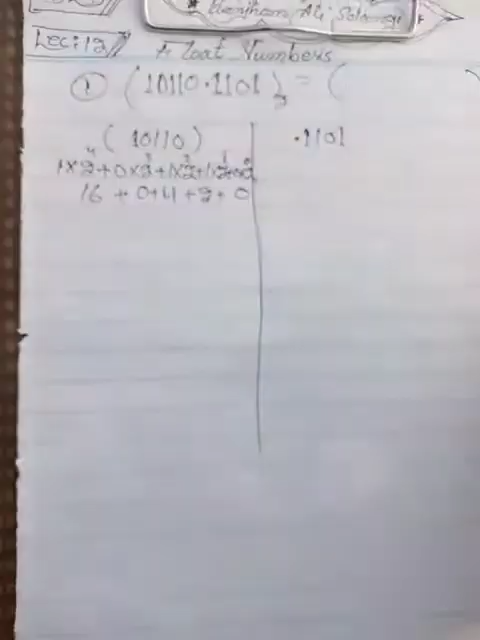 Lec:12
Float Numbers
① (10110.1101)₂ = ( )
(10110)
1×2⁴+0×2³+1×2²+1×2¹+0×2⁰
16 + 0+4+2+0
.1101